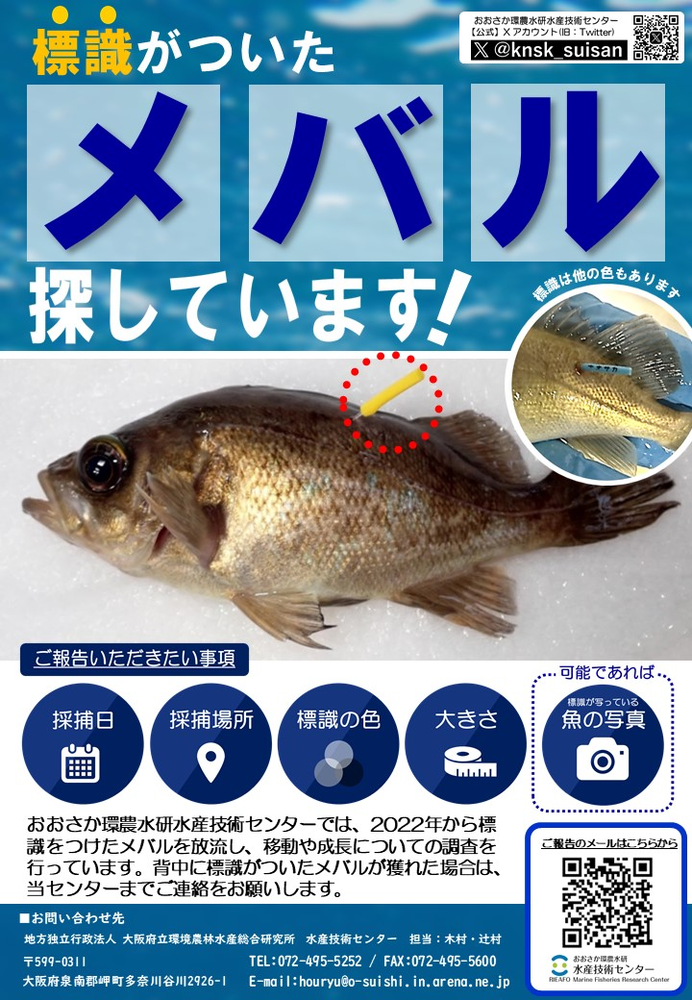 おおさか環農水研水産技術センター
【公式】Xアカウント(旧：Twitter)
X @knsk_suisan
標識がついた
メバル
探しています!
標識は他の色もあります
ご報告いただきたい事項
採捕日
採捕場所
標識の色
大きさ
可能であれば
標識が写っている
魚の写真
おおさか環農水研水産技術センターでは、2022年から標
識をつけたメバルを放流し、移動や成長についての調査を
行っています。背中に標識がついたメバルが獲れた場合は、
当センターまでご連絡をお願いします。
ご報告のメールはこちらから
おおさか環農水研
水産技術センター
RIEAFO Marine Fisheries Research Center
■お問い合わせ先
地方独立行政法人 大阪府立環境農林水産総合研究所 水産技術センター 担当：木村・辻村
〒599-0311
TEL:072-495-5252 / FAX:072-495-5600
大阪府泉南郡岬町多奈川谷川2926-1
E-mail:houryu@o-suishi.in.arena.ne.jp